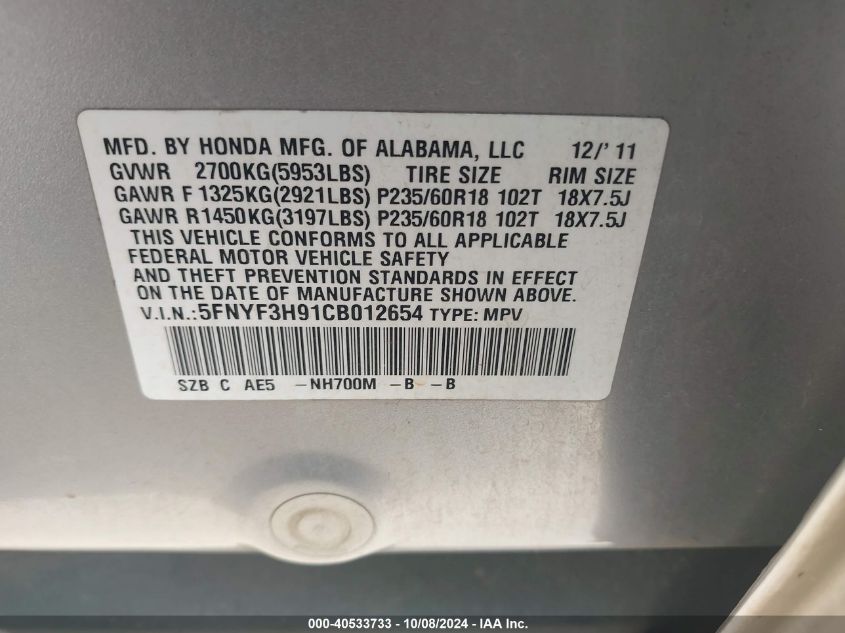 MFD. BY HONDA MFG. OF ALABAMA, LLC 12/' 11
GVWR 2700KG(5953LBS) TIRE SIZE RIM SIZE
GAWR F 1325KG(2921LBS) P235/60R18 102T 18X7.5J
GAWR R1450KG(3197LBS) P235/60R18 102T 18X7.5J
THIS VEHICLE CONFORMS TO ALL APPLICABLE
FEDERAL MOTOR VEHICLE SAFETY
AND THEFT PREVENTION STANDARDS IN EFFECT
ON THE DATE OF MANUFACTURE SHOWN ABOVE.
V.I.N.:5FNYF3H91CB012654 TYPE: MPV
SZB C AE5 -NH700M -B -B
000-40533733 - 10/08/2024 - IAA Inc.